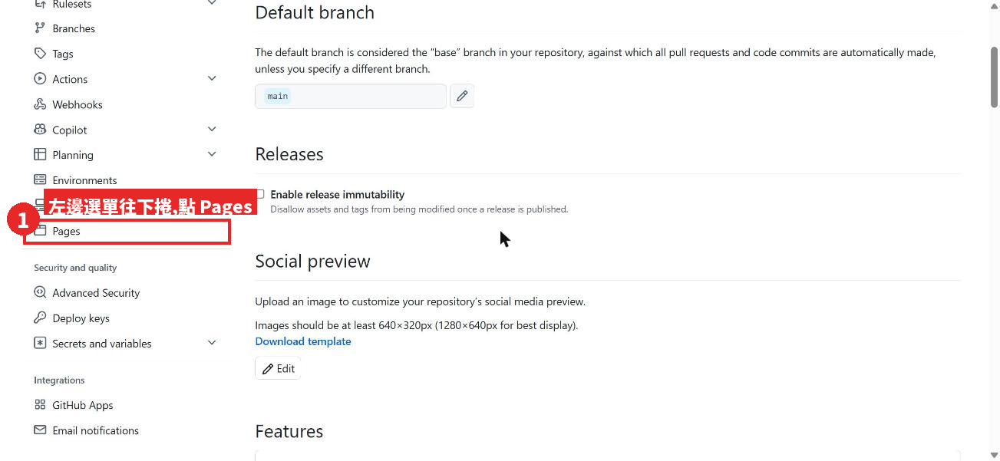 Rulesets
Branches
Tags
Actions
Webhooks
Copilot
Planning
Environments
左邊選單往下捲,點 Pages
1
Pages
Security and quality
Advanced Security
Deploy keys
Secrets and variables
Integrations
GitHub Apps
Email notifications
Default branch
The default branch is considered the “base” branch in your repository, against which all pull requests and code commits are automatically made,
unless you specify a different branch.
main
Releases
Enable release immutability
Disallow assets and tags from being modified once a release is published.
Social preview
Upload an image to customize your repository’s social media preview.
Images should be at least 640×320px (1280×640px for best display).
Download template
Edit
Features